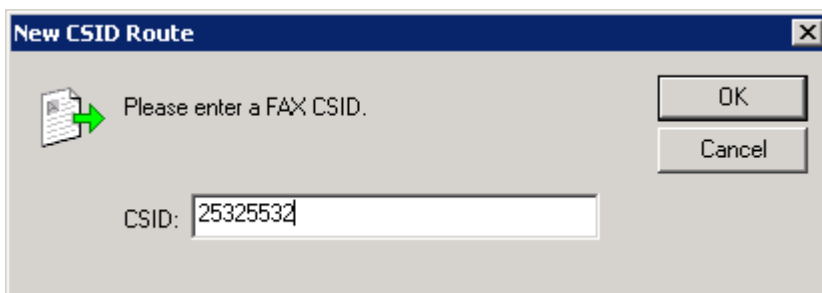 New CSID Route
Please enter a FAX CSID.
OK
Cancel
CSID: 25325532